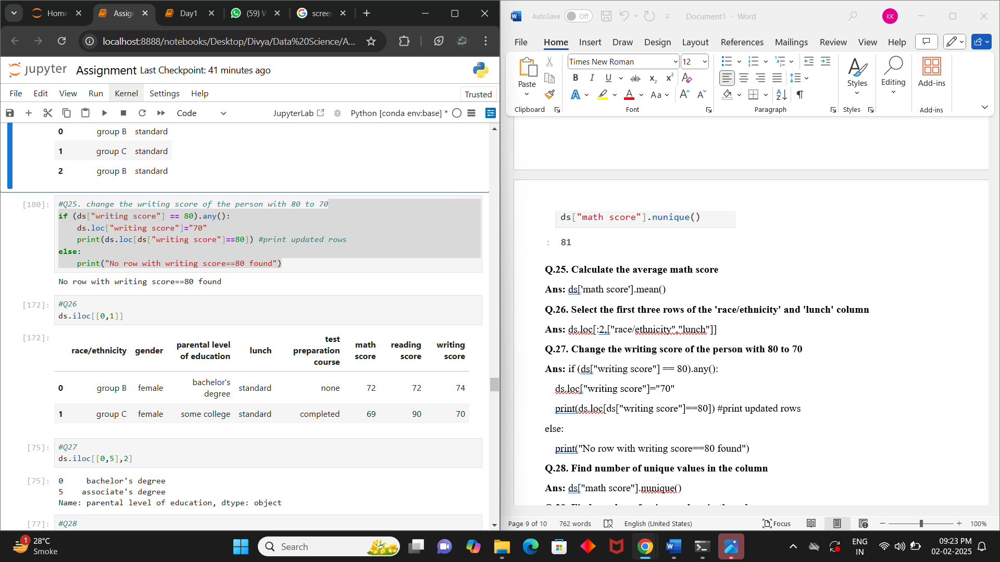 Home
Assign
Day1
(59) W
screen
localhost:8888/notebooks/Desktop/Divya/Data%20Science/A...
jupyter Assignment Last Checkpoint: 41 minutes ago
File Edit View Run Kernel Settings Help
Trusted
Code
JupyterLab
Python [conda env:base] *
0 group B standard
1 group C standard
2 group B standard
[180]:
#Q25. change the writing score of the person with 80 to 70
if (ds["writing score"] == 80).any():
    ds.loc["writing score"]="70"
    print(ds.loc[ds["writing score"]==80]) #print updated rows
else:
    print("No row with writing score==80 found")
No row with writing score==80 found
[172]:
#Q26
ds.iloc[[0,1]]
[172]:
race/ethnicity gender parental level of education lunch test preparation course math score reading score writing score
0 group B female bachelor's degree standard none 72 72 74
1 group C female some college standard completed 69 90 70
[75]:
#Q27
ds.iloc[[0,5],2]
[75]:
0 bachelor's degree
5 associate's degree
Name: parental level of education, dtype: object
[77]:
#Q28
AutoSave Off
Document1 - Word
KK
File Home Insert Draw Design Layout References Mailings Review View Help
Paste
Clipboard
Times New Roman
12
Font
Paragraph
Styles
Styles
Editing
Add-ins
Add-ins
ds["math score"].nunique()
: 81
Q.25. Calculate the average math score
Ans: ds['math score'].mean()
Q.26. Select the first three rows of the 'race/ethnicity' and 'lunch' column
Ans: ds.loc[:2,["race/ethnicity","lunch"]]
Q.27. Change the writing score of the person with 80 to 70
Ans: if (ds["writing score"] == 80).any():
    ds.loc["writing score"]="70"
    print(ds.loc[ds["writing score"]==80]) #print updated rows
else:
    print("No row with writing score==80 found")
Q.28. Find number of unique values in the column
Ans: ds["math score"].nunique()
Page 9 of 10
762 words
English (United States)
Focus
100%
1
28°C
Smoke
Search
ENG
IN
09:23 PM
02-02-2025